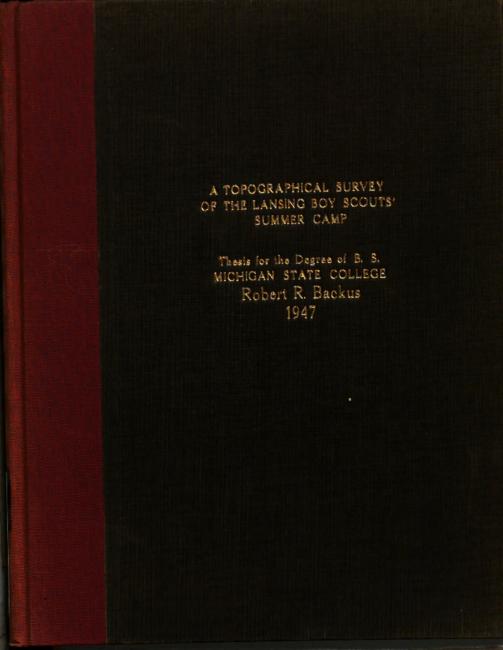 A TOPOGRAPHICAL SURVEY
OF THE LANSING BOY SCOUTS'
SUMMER CAMP
Thesis for the Degree of B. S.
MICHIGAN STATE COLLEGE
Robert R. Backus
1947